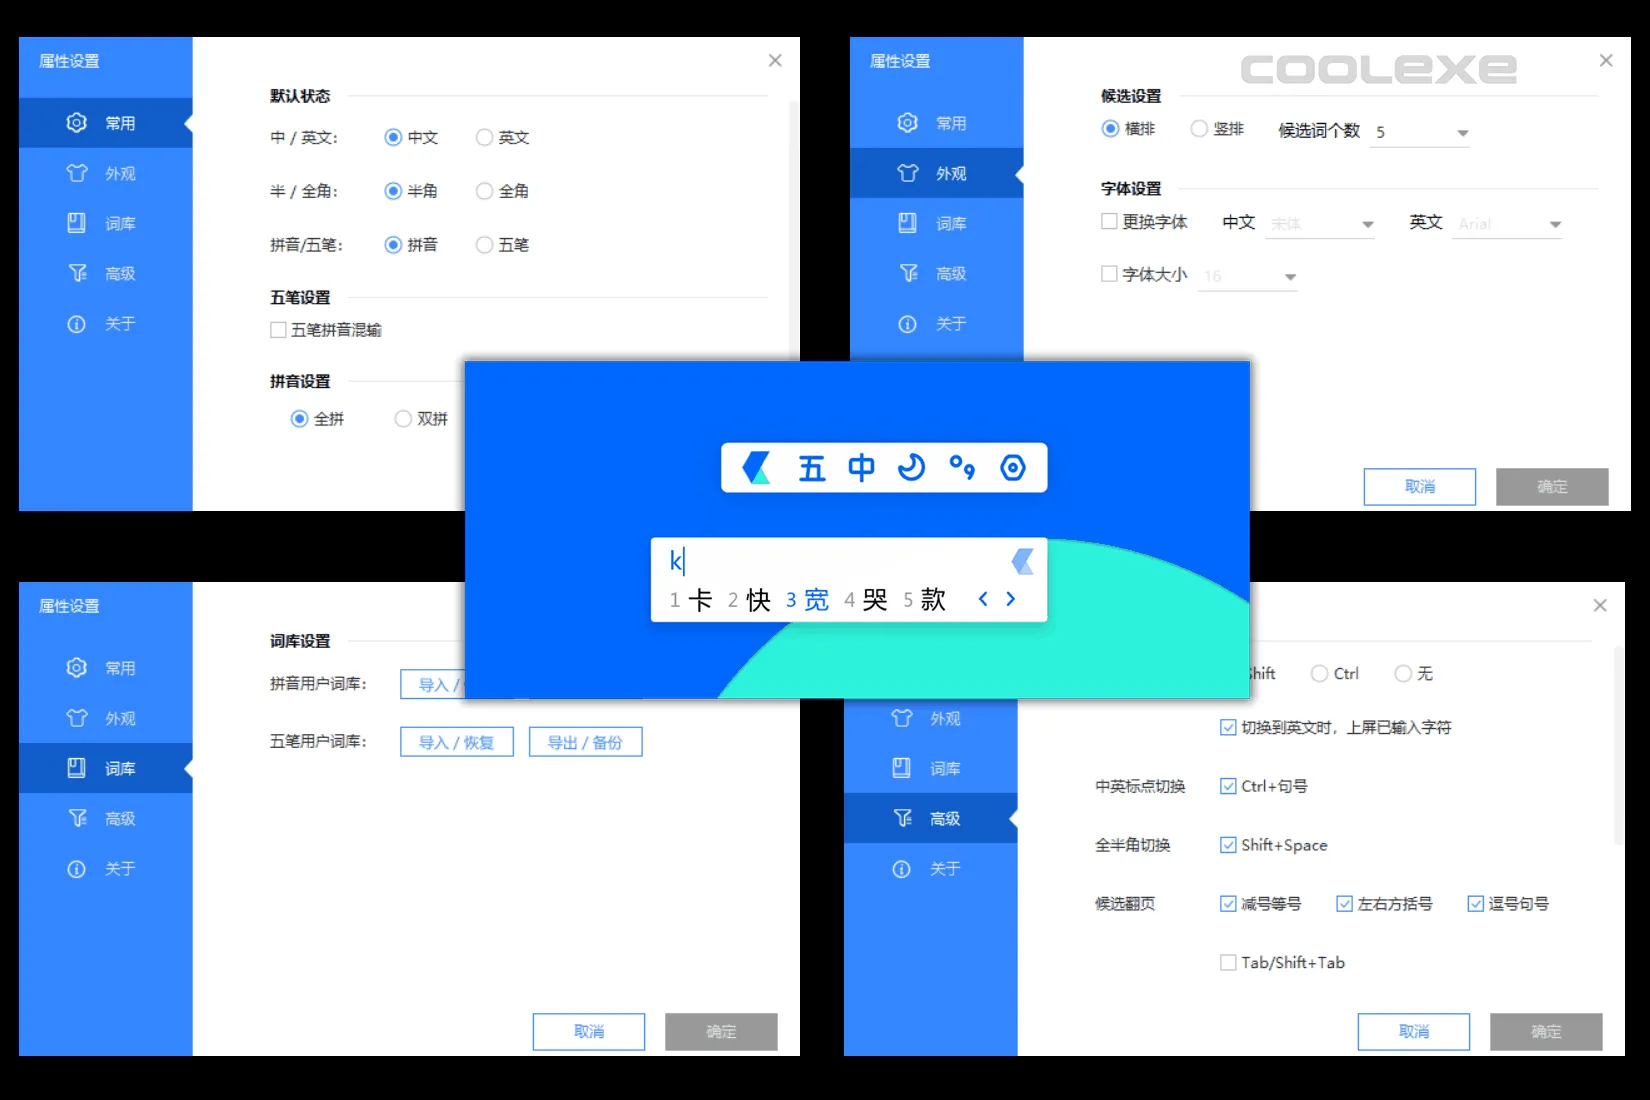 属性设置
常用
外观
词库
高级
关于
默认状态
中 / 英文: 中文 英文
半 / 全角: 半角 全角
拼音/五笔: 拼音 五笔
五笔设置
五笔拼音混输
拼音设置
全拼 双拼
COOLEXE
属性设置
常用
外观
词库
高级
关于
候选设置
横排 竖排 候选词个数 5
字体设置
更换字体 中文 宋体 英文 Arial
字体大小 16
取消 确定
五 中
k
1 卡 2 快 3 宽 4 哭 5 款 < >
属性设置
常用
外观
词库
高级
关于
词库设置
拼音用户词库: 导入 /
五笔用户词库: 导入 / 恢复 导出 / 备份
取消 确定
外观
词库
高级
关于
Shift Ctrl 无
切换到英文时，上屏已输入字符
中英标点切换 Ctrl+句号
全半角切换 Shift+Space
候选翻页 减号等号 左右方括号 逗号句号
Tab/Shift+Tab
取消 确定